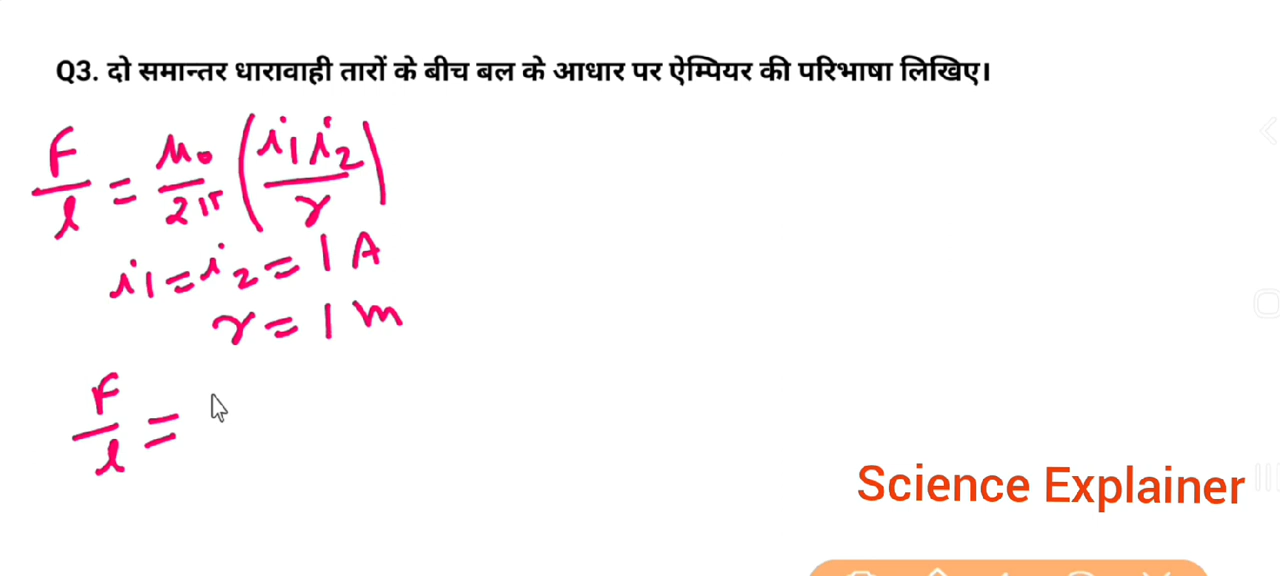 Q3. दो समान्तर धारावाही तारों के बीच बल के आधार पर ऐम्पियर की परिभाषा लिखिए।
F/l = μ₀/2π (i₁i₂/r)
i₁ = i₂ = 1 A
r = 1 m
F/l =
Science Explainer